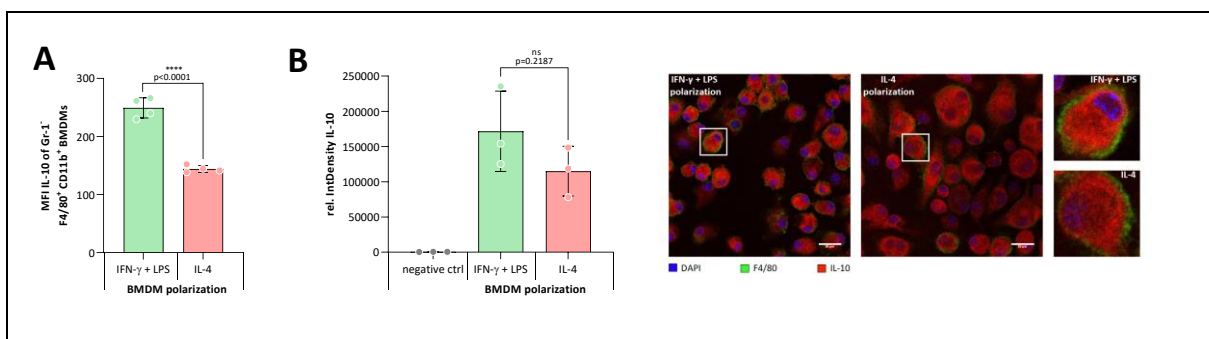 A
****
p<0.0001
300
200
100
0
MFI IL-10 of Gr-1⁻
F4/80⁺ CD11b⁺ BMDMs
IFN-γ + LPS
IL-4
BMDM polarization
B
ns
p=0.2187
250000
200000
150000
100000
50000
0
rel. IntDensity IL-10
negative ctrl
IFN-γ + LPS
IL-4
BMDM polarization
IFN-γ + LPS
polarization
IL-4
polarization
IFN-γ + LPS
IL-4
DAPI
F4/80
IL-10